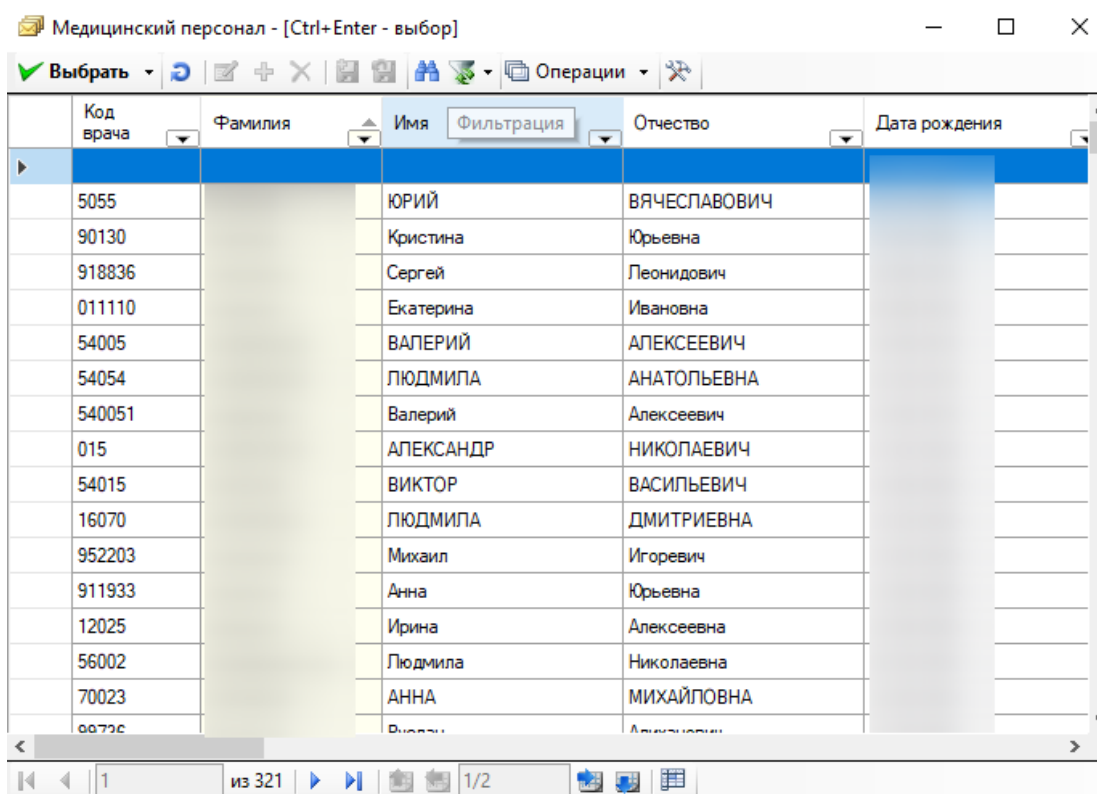 Медицинский персонал - [Ctrl+Enter - выбор]
Выбрать Операции
Код врача Фамилия Имя Фильтрация Отчество Дата рождения
5055 ЮРИЙ ВЯЧЕСЛАВОВИЧ
90130 Кристина Юрьевна
918836 Сергей Леонидович
011110 Екатерина Ивановна
54005 ВАЛЕРИЙ АЛЕКСЕЕВИЧ
54054 ЛЮДМИЛА АНАТОЛЬЕВНА
540051 Валерий Алексеевич
015 АЛЕКСАНДР НИКОЛАЕВИЧ
54015 ВИКТОР ВАСИЛЬЕВИЧ
16070 ЛЮДМИЛА ДМИТРИЕВНА
952203 Михаил Игоревич
911933 Анна Юрьевна
12025 Ирина Алексеевна
56002 Людмила Николаевна
70023 АННА МИХАЙЛОВНА
1 из 321 1/2